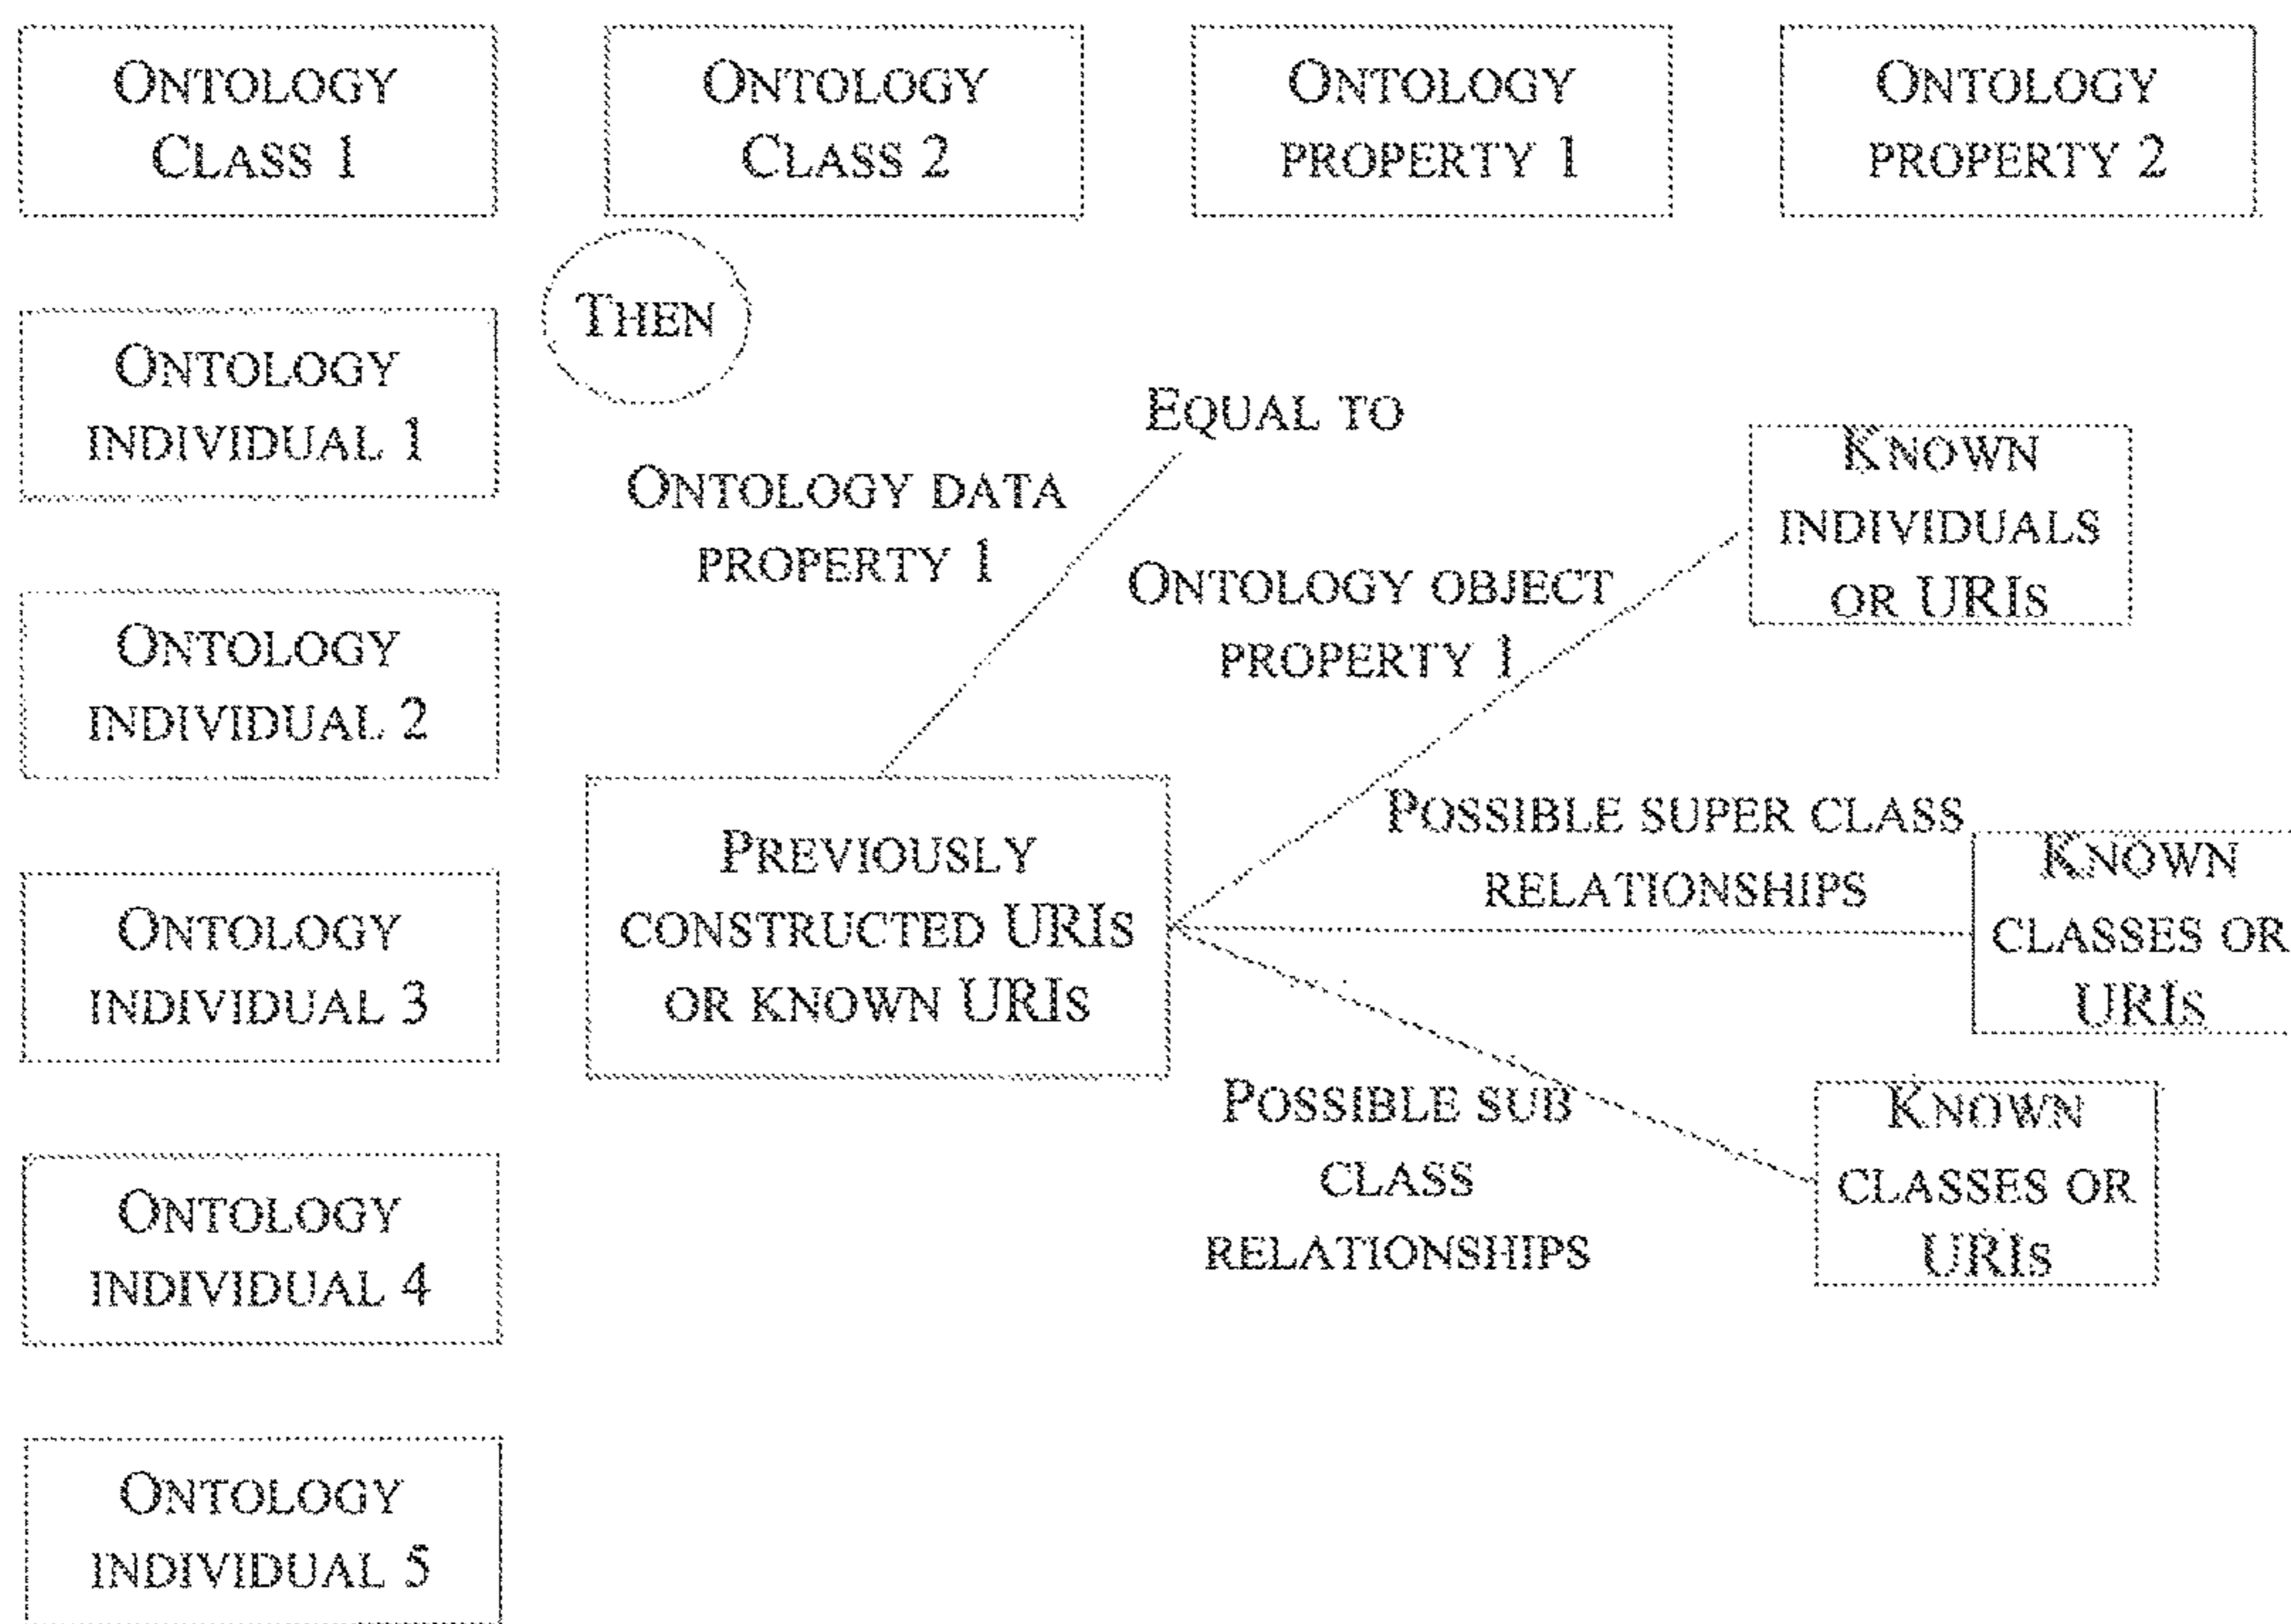 ONTOLOGY
CLASS 1
ONTOLOGY
CLASS 2
ONTOLOGY
PROPERTY 1
ONTOLOGY
PROPERTY 2
THEN
ONTOLOGY
INDIVIDUAL 1
EQUAL TO
ONTOLOGY DATA
PROPERTY 1
KNOWN
INDIVIDUALS
OR URIS
ONTOLOGY OBJECT
PROPERTY 1
ONTOLOGY
INDIVIDUAL 2
POSSIBLE SUPER CLASS
RELATIONSHIPS
KNOWN
CLASSES OR
URIS
PREVIOUSLY
CONSTRUCTED URIS
OR KNOWN URIS
ONTOLOGY
INDIVIDUAL 3
POSSIBLE SUB
CLASS
RELATIONSHIPS
KNOWN
CLASSES OR
URIS
ONTOLOGY
INDIVIDUAL 4
ONTOLOGY
INDIVIDUAL 5